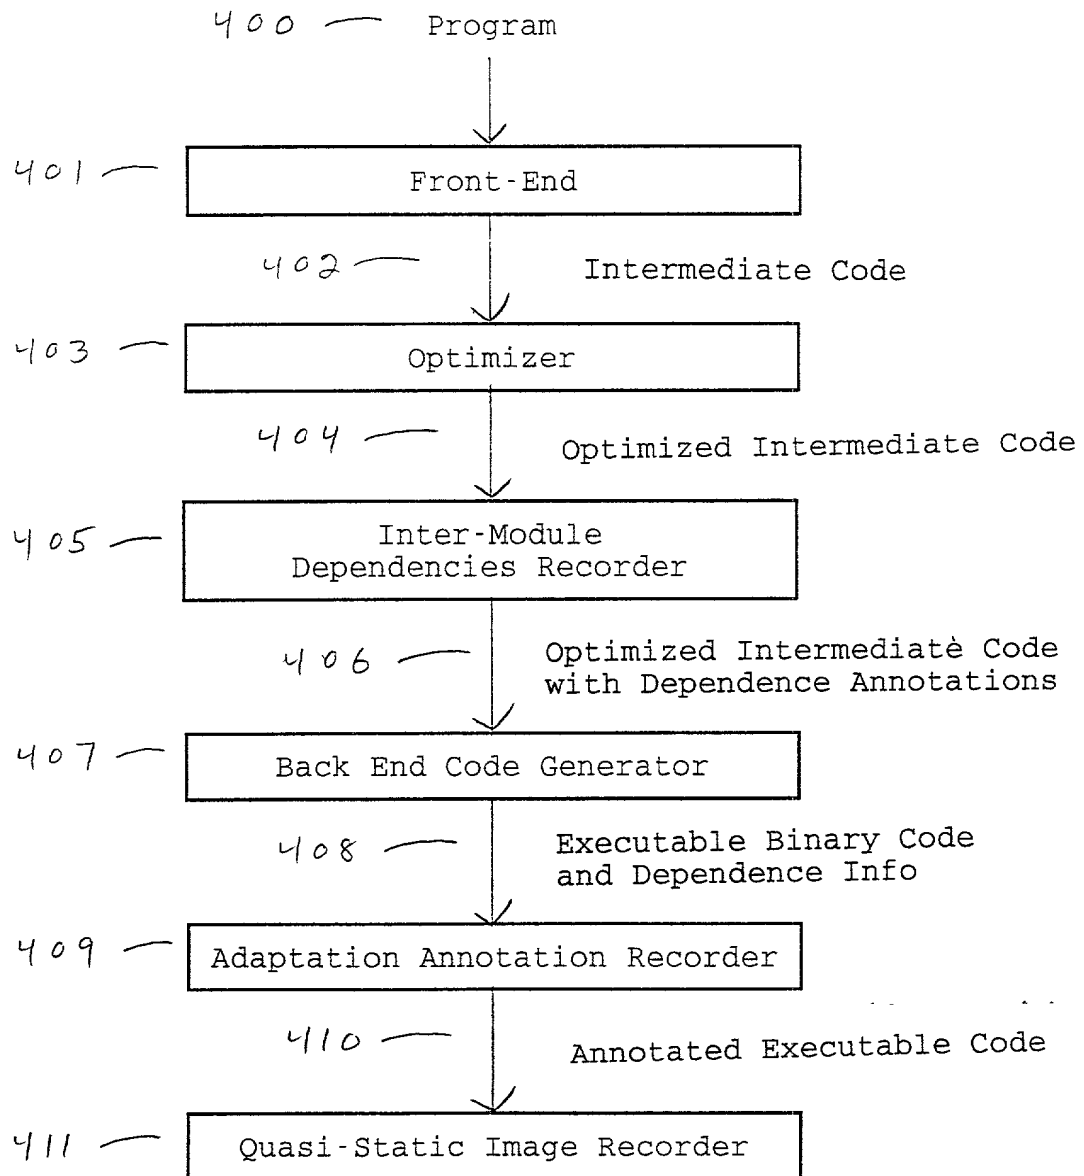 400 Program
401 Front-End
402 Intermediate Code
403 Optimizer
404 Optimized Intermediate Code
405 Inter-Module
Dependencies Recorder
406 Optimized Intermediate Code
with Dependence Annotations
407 Back End Code Generator
408 Executable Binary Code
and Dependence Info
409 Adaptation Annotation Recorder
410 Annotated Executable Code
411 Quasi-Static Image Recorder